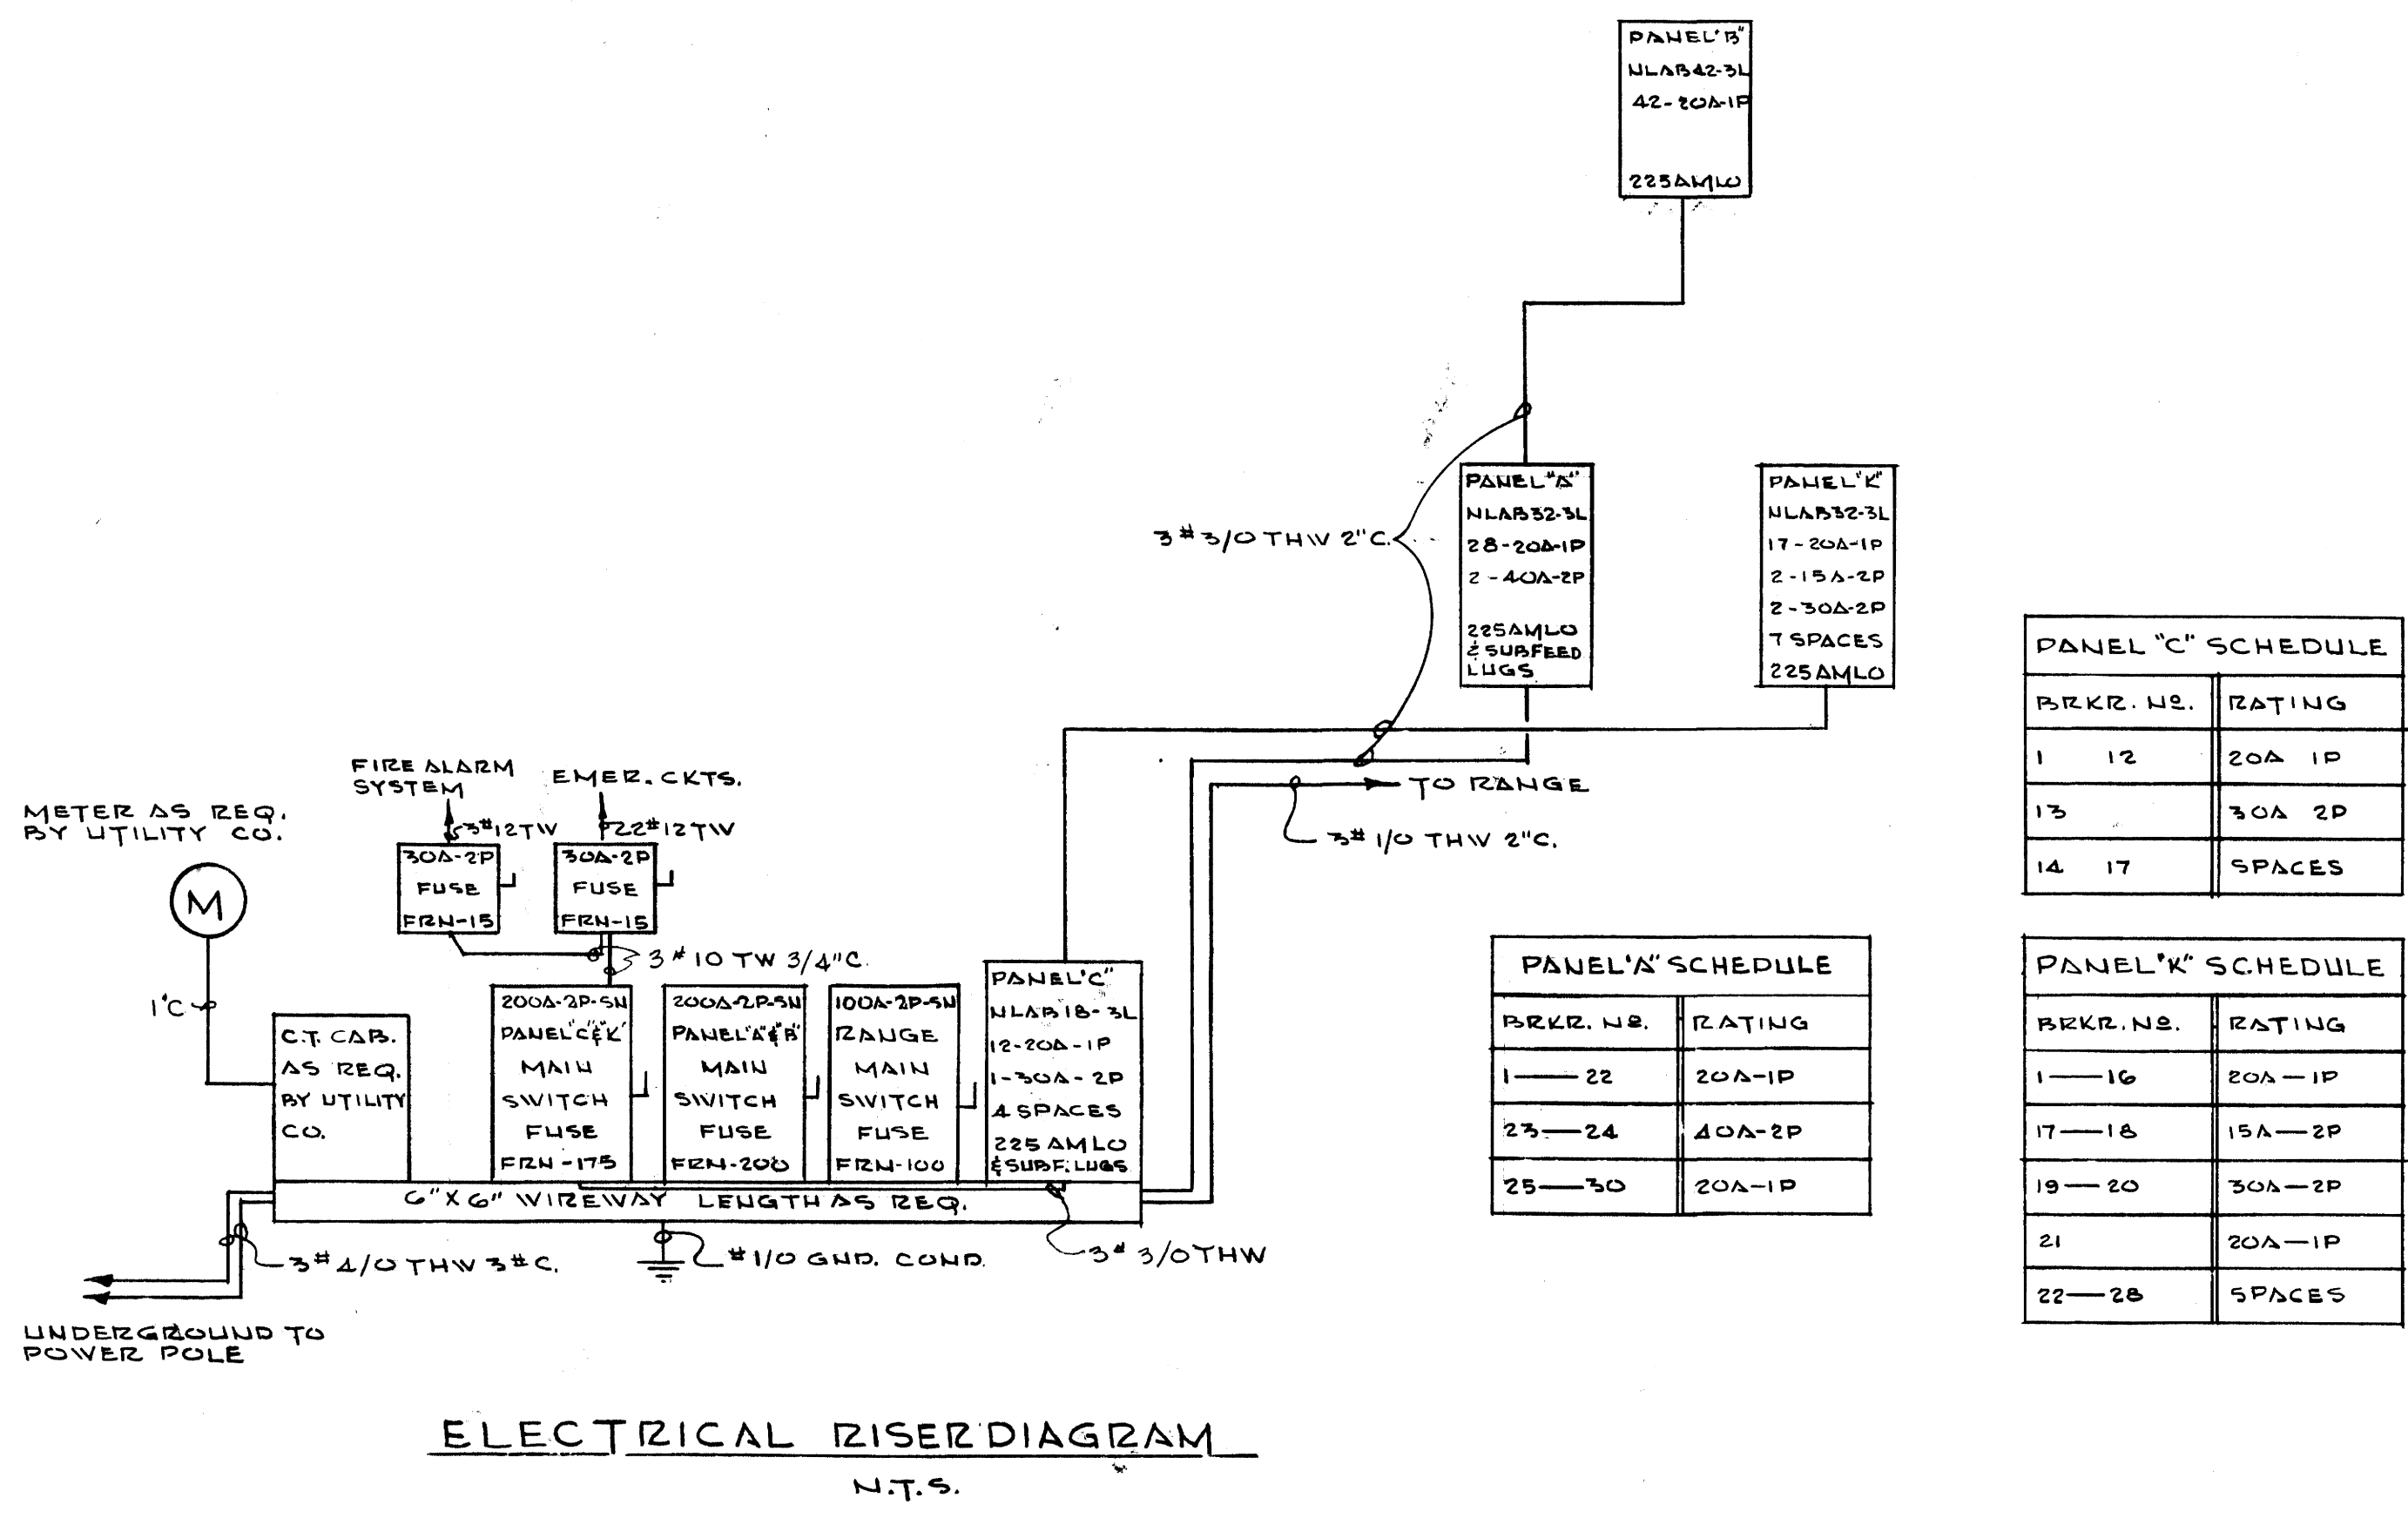 PANEL "B"
NLAB42-3L
42-20A-1P
225AMLO
PANEL "A"
NLAB32-3L
28-20A-1P
2-40A-2P
225AMLO
& SUBFEED
LUGS
PANEL "K"
NLAB32-3L
17-20A-1P
2-15A-2P
2-30A-2P
7 SPACES
225AMLO
3#3/0 THW 2"C.
TO RANGE
3# 1/0 THW 2"C.
FIRE ALARM
SYSTEM
EMER. CKTS.
3#12TW
22#12TW
METER AS REQ.
BY UTILITY CO.
M
1"C
30A-2P
FUSE
FRN-15
30A-2P
FUSE
FRN-15
3#10 TW 3/4"C.
C.T. CAB.
AS REQ.
BY UTILITY
CO.
200A-2P-SN
PANEL "C" & "K"
MAIN
SWITCH
FUSE
FRN-175
200A-2P-SN
PANEL "A" & "B"
MAIN
SWITCH
FUSE
FRN-200
100A-2P-SN
RANGE
MAIN
SWITCH
FUSE
FRN-100
PANEL "C"
NLAB18-3L
12-20A-1P
1-30A-2P
4 SPACES
225 AMLO
& SUBF. LUGS
6" X 6" WIREWAY LENGTH AS REQ.
3# 4/0 THW 3#C.
#1/0 GND. COND.
3# 3/0 THW
UNDERGROUND TO
POWER POLE
PANEL "C" SCHEDULE
BRKR. Nº. RATING
1 12 20A 1P
13 30A 2P
14 17 SPACES
PANEL "A" SCHEDULE
BRKR. Nº. RATING
1—22 20A-1P
23—24 40A-2P
25—30 20A-1P
PANEL "K" SCHEDULE
BRKR. Nº. RATING
1—16 20A—1P
17—18 15A—2P
19—20 30A—2P
21 20A—1P
22—28 SPACES
ELECTRICAL RISER DIAGRAM
N.T.S.